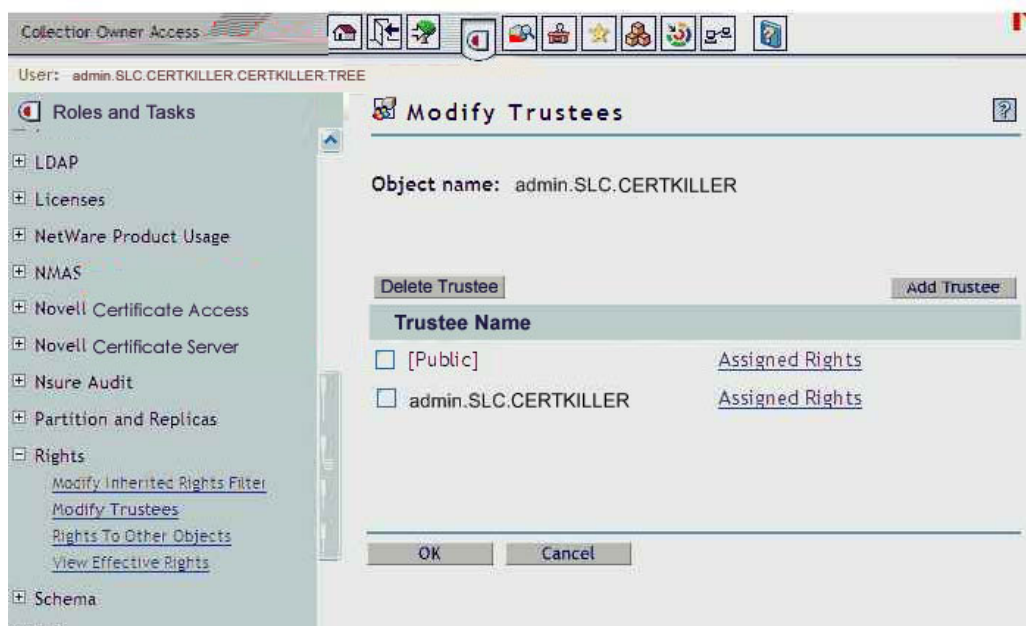 Collectior Owner Access
User: admin.SLC.CERTKILLER.CERTKILLER.TREE
Roles and Tasks
LDAP
Licenses
NetWare Product Usage
NMAS
Novell Certificate Access
Novell Certificate Server
Nsure Audit
Partition and Replicas
Rights
Modify Inherited Rights Filter
Modify Trustees
Rights To Other Objects
View Effective Rights
Schema
Modify Trustees
Object name: admin.SLC.CERTKILLER
Delete Trustee
Add Trustee
Trustee Name
[Public] Assigned Rights
admin.SLC.CERTKILLER Assigned Rights
OK Cancel